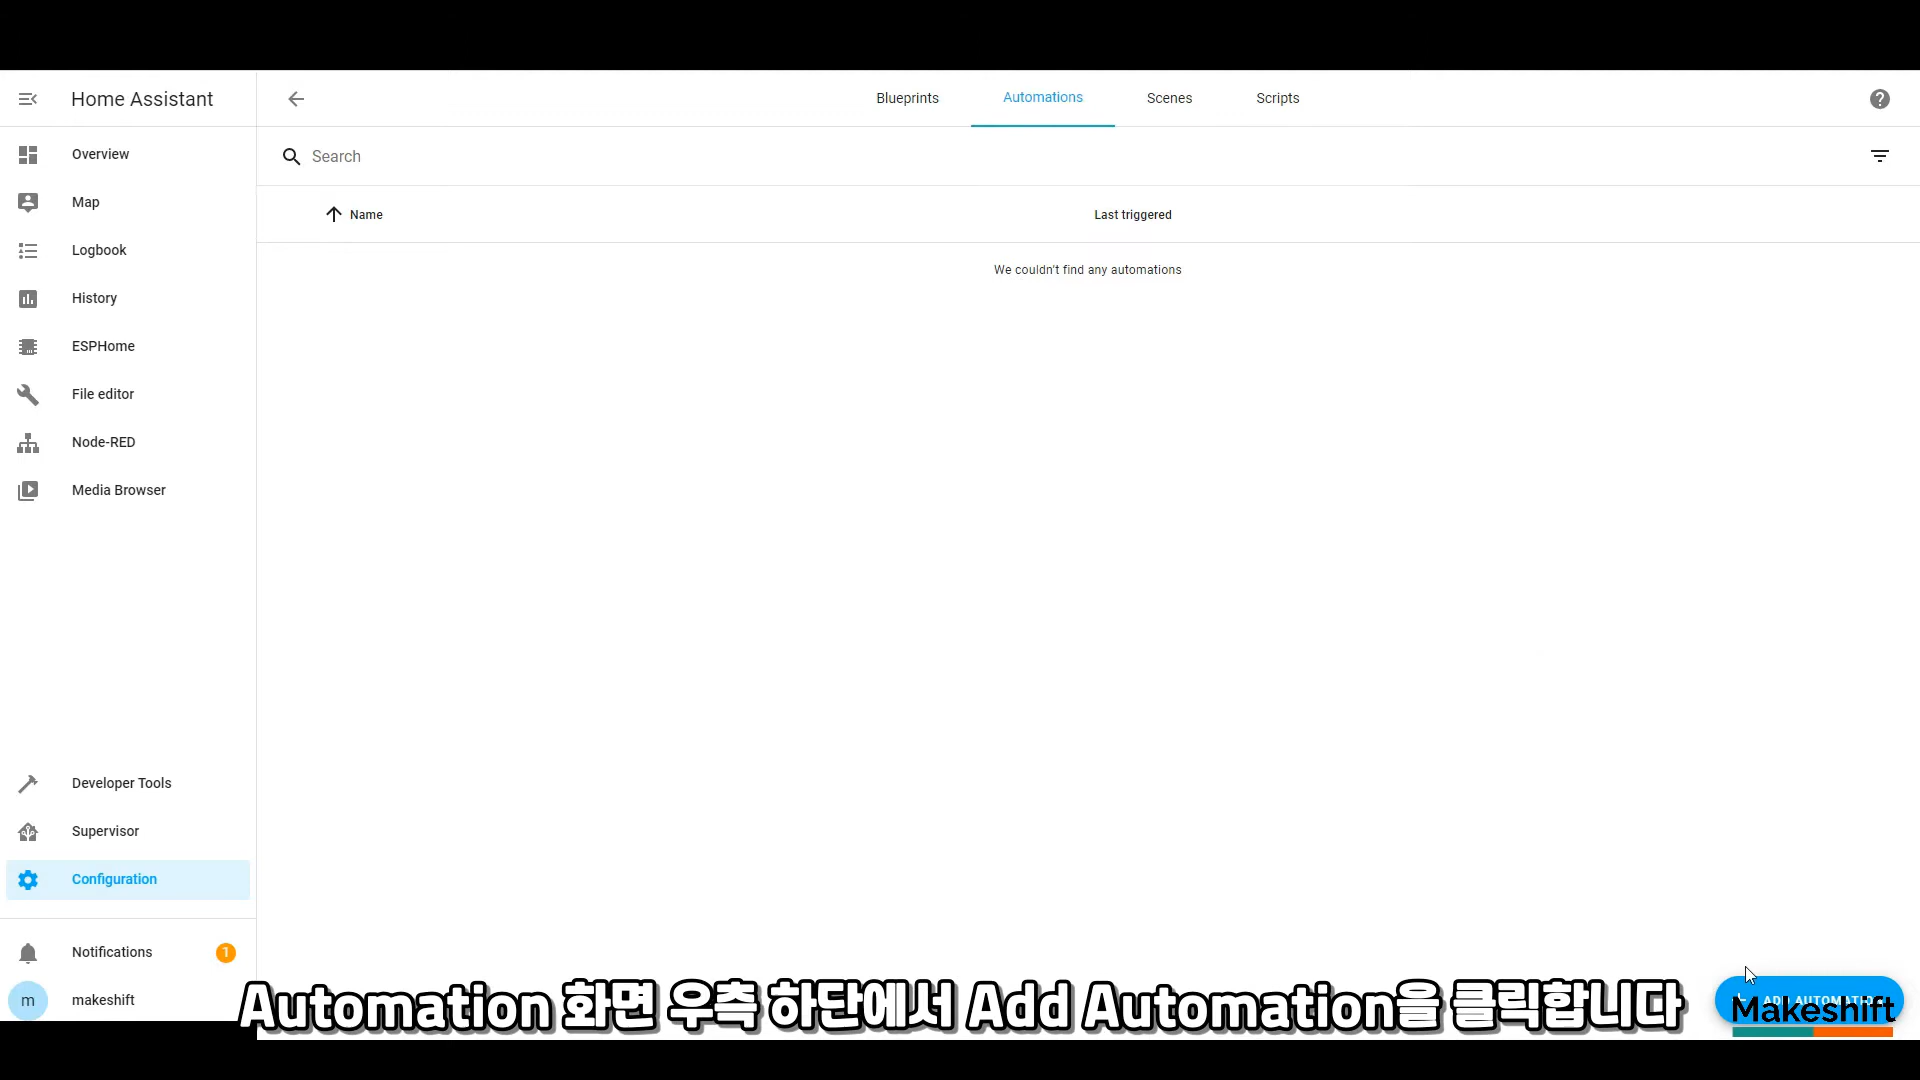 Home Assistant
Blueprints
Automations
Scenes
Scripts
Search
Overview
Map
Name
Last triggered
Logbook
We couldn't find any automations
History
ESPHome
File editor
Node-RED
Media Browser
Developer Tools
Supervisor
Configuration
Notifications
1
m
makeshift
Automation 화면 우측 하단에서 Add Automation을 클릭합니다
ADD AUTOMATION
Makeshift